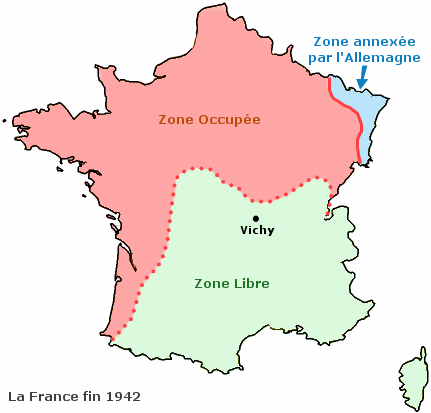 Zone annexée
par l'Allemagne
Zone Occupée
Vichy
Zone Libre
La France fin 1942